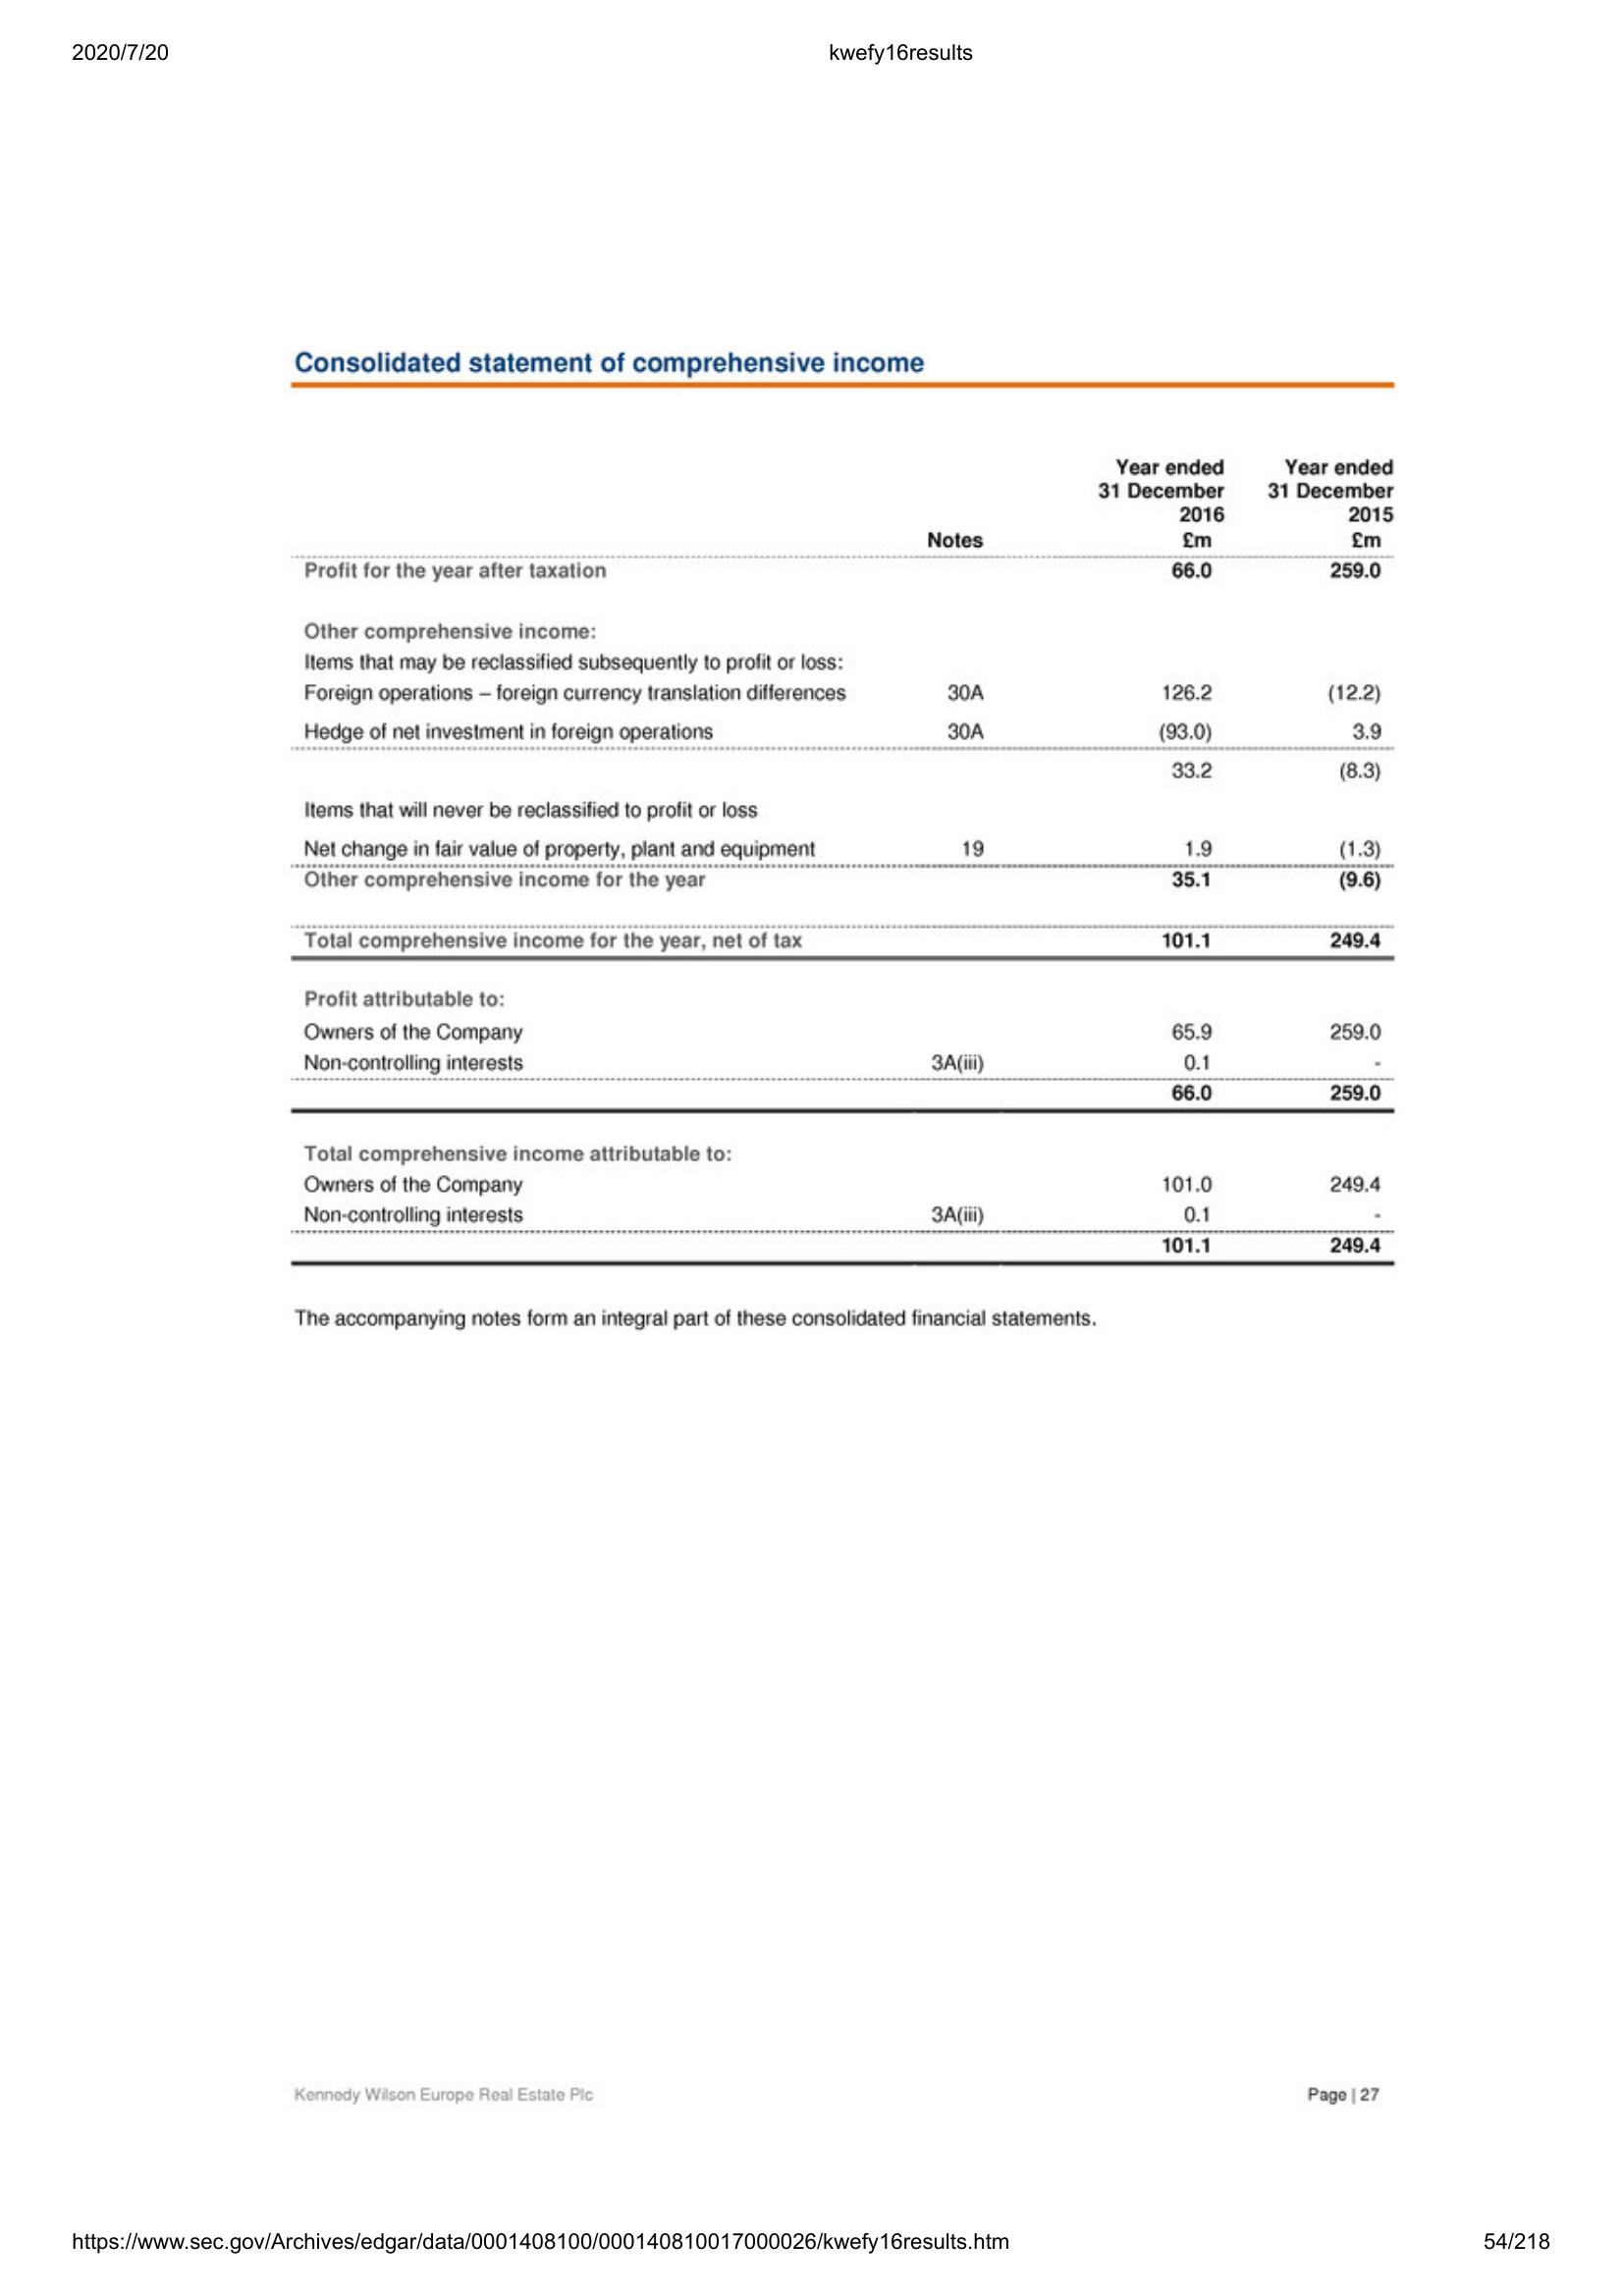 2020/7/20 kwefy16results
Consolidated statement of comprehensive income
Year ended Year ended
31 December 31 December
2016 2015
Notes £m £m
Profit for the year after taxation 66.0 259.0
Other comprehensive income:
Items that may be reclassified subsequently to profit or loss:
Foreign operations – foreign currency translation differences 30A 126.2 (12.2)
Hedge of net investment in foreign operations 30A (93.0) 3.9
33.2 (8.3)
Items that will never be reclassified to profit or loss
Net change in fair value of property, plant and equipment 19 1.9 (1.3)
Other comprehensive income for the year 35.1 (9.6)
Total comprehensive income for the year, net of tax 101.1 249.4
Profit attributable to:
Owners of the Company 65.9 259.0
Non-controlling interests 3A(iii) 0.1 -
66.0 259.0
Total comprehensive income attributable to:
Owners of the Company 101.0 249.4
Non-controlling interests 3A(iii) 0.1 -
101.1 249.4
The accompanying notes form an integral part of these consolidated financial statements.
Kennedy Wilson Europe Real Estate Plc Page | 27
https://www.sec.gov/Archives/edgar/data/0001408100/000140810017000026/kwefy16results.htm 54/218